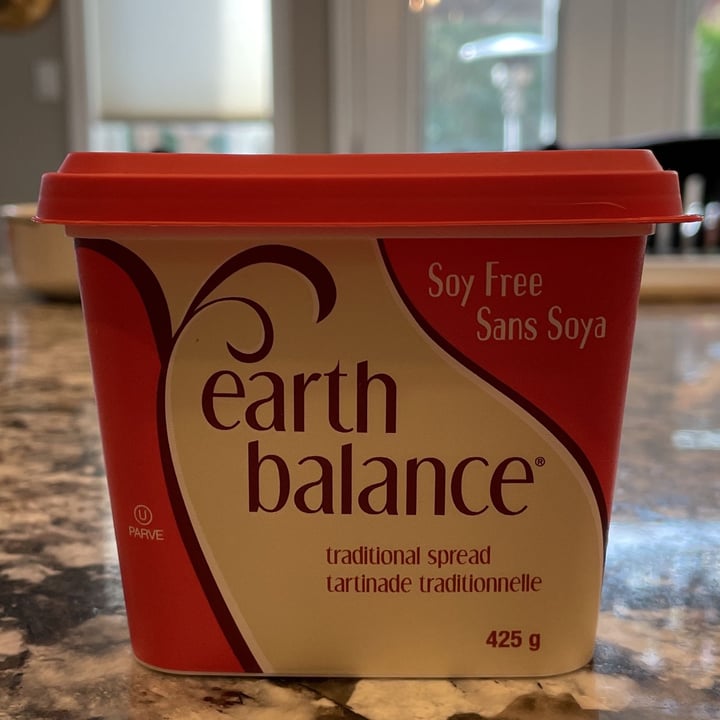 Soy Free
Sans Soya
earth
balance®
U
PARVE
traditional spread
tartinade traditionnelle
425 g